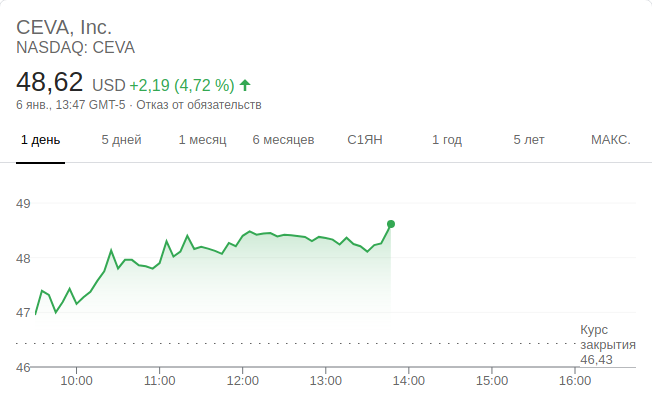 CEVA, Inc.
NASDAQ: CEVA
48,62 USD +2,19 (4,72 %)
6 янв., 13:47 GMT-5 · Отказ от обязательств
1 день 5 дней 1 месяц 6 месяцев С1ЯН 1 год 5 лет МАКС.
49
48
47
Курс
закрытия
46,43
46
10:00 11:00 12:00 13:00 14:00 15:00 16:00